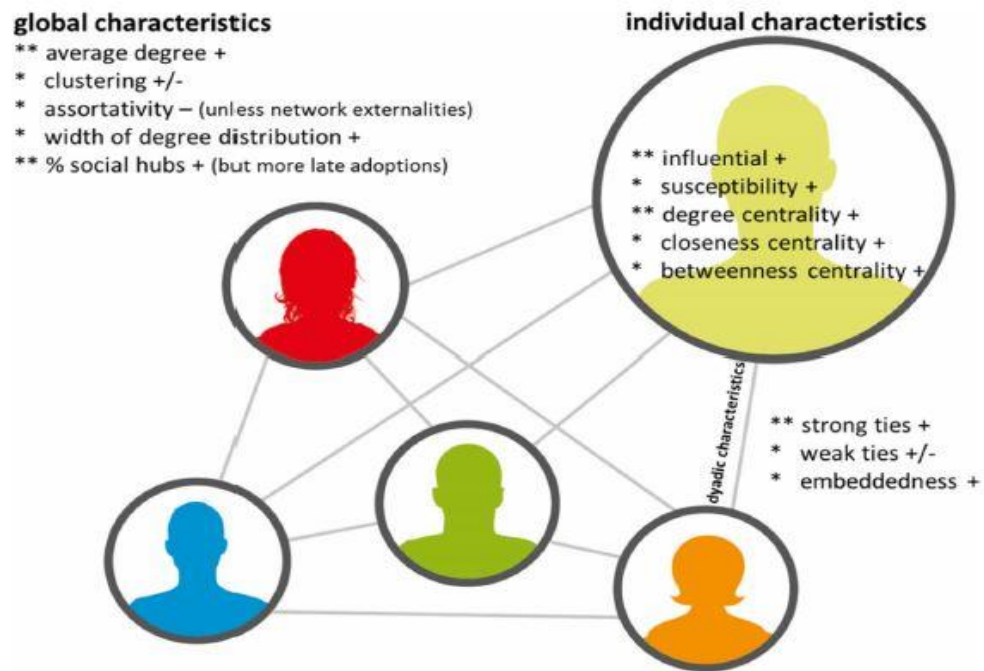 global characteristics
** average degree +
* clustering +/-
* assortativity – (unless network externalities)
* width of degree distribution +
** % social hubs + (but more late adoptions)
individual characteristics
** influential +
* susceptibility +
** degree centrality +
* closeness centrality +
* betweenness centrality +
dyadic characteristics
** strong ties +
* weak ties +/-
* embeddedness +